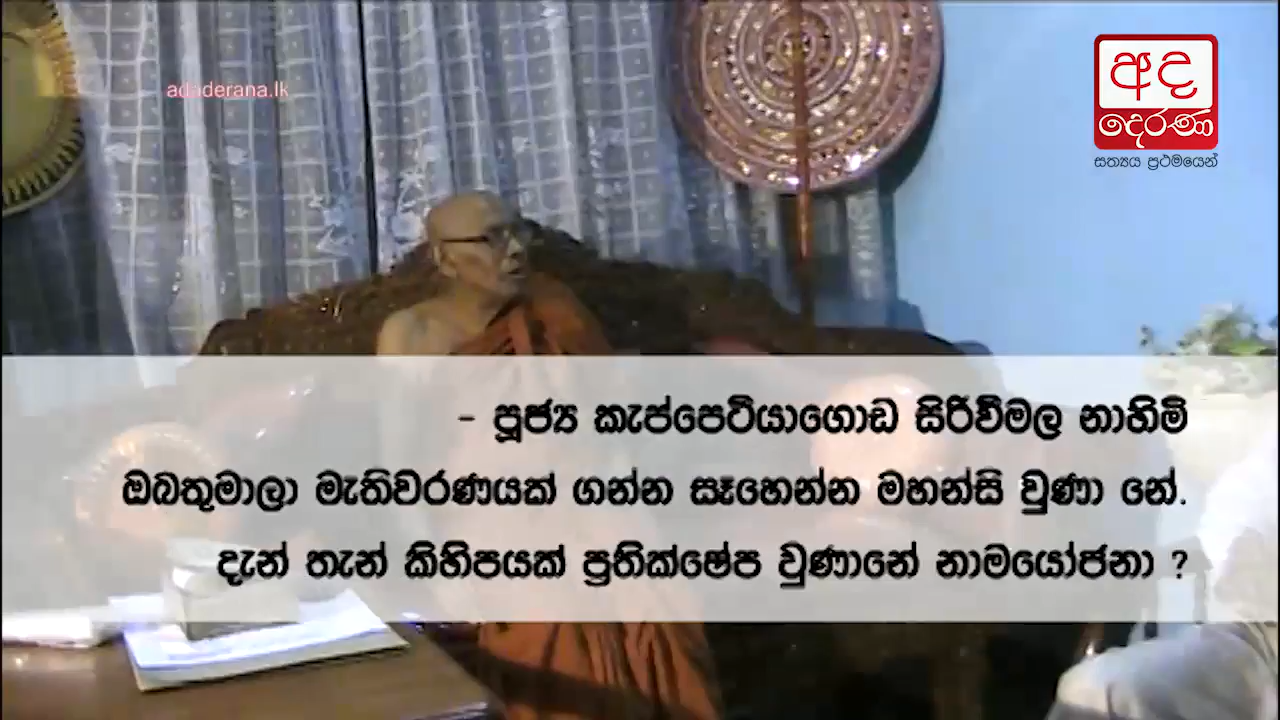 adaderana.lk
අද
දෙරණ
සත්‍යය ප්‍රථමයෙන්
- පූජ්‍ය කැප්පෙටියාගොඩ සිරිවිමල නාහිමි
ඔබතුමාලා මැතිවරණයක් ගන්න සෑහෙන්න මහන්සි වුණා නේ.
දැන් තැන් කිහිපයක් ප්‍රතික්ෂේප වුණානේ නාමයෝජනා ?